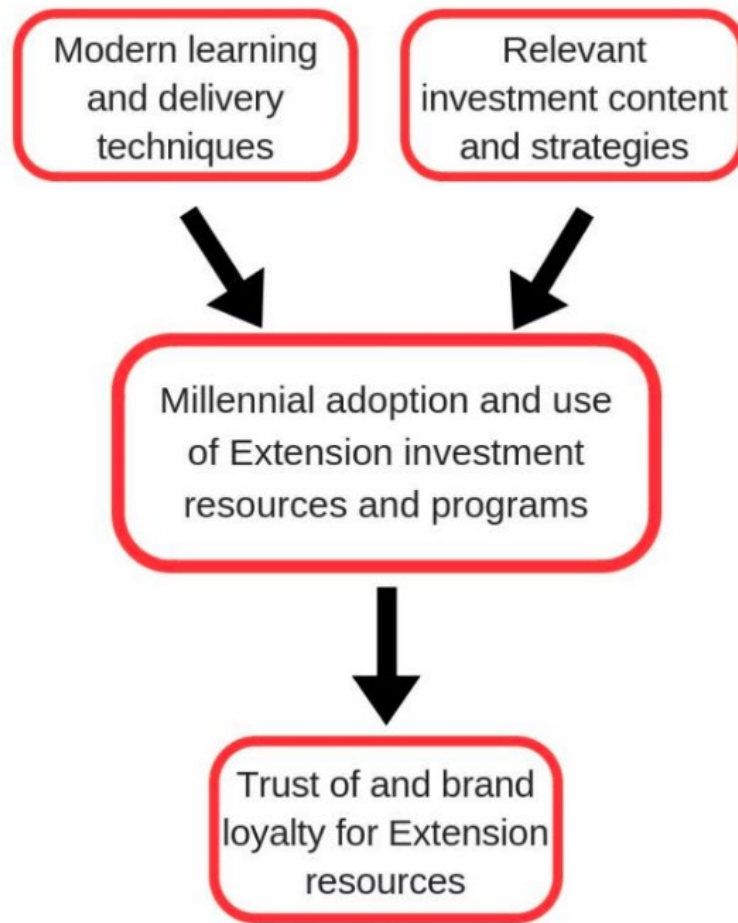 Modern learning
and delivery
techniques
Relevant
investment content
and strategies
Millennial adoption and use
of Extension investment
resources and programs
Trust of and brand
loyalty for Extension
resources